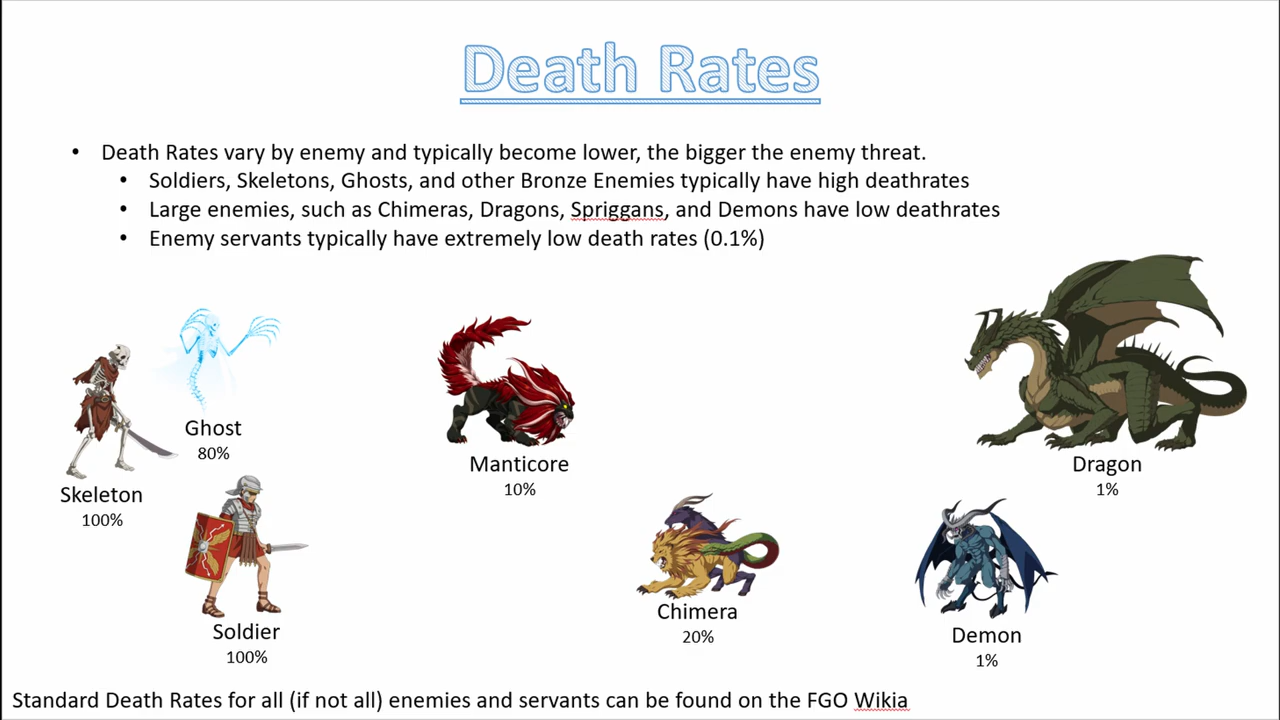 Death Rates
• Death Rates vary by enemy and typically become lower, the bigger the enemy threat.
• Soldiers, Skeletons, Ghosts, and other Bronze Enemies typically have high deathrates
• Large enemies, such as Chimeras, Dragons, Spriggans, and Demons have low deathrates
• Enemy servants typically have extremely low death rates (0.1%)
Ghost
80%
Skeleton
100%
Soldier
100%
Manticore
10%
Chimera
20%
Dragon
1%
Demon
1%
Standard Death Rates for all (if not all) enemies and servants can be found on the FGO Wikia